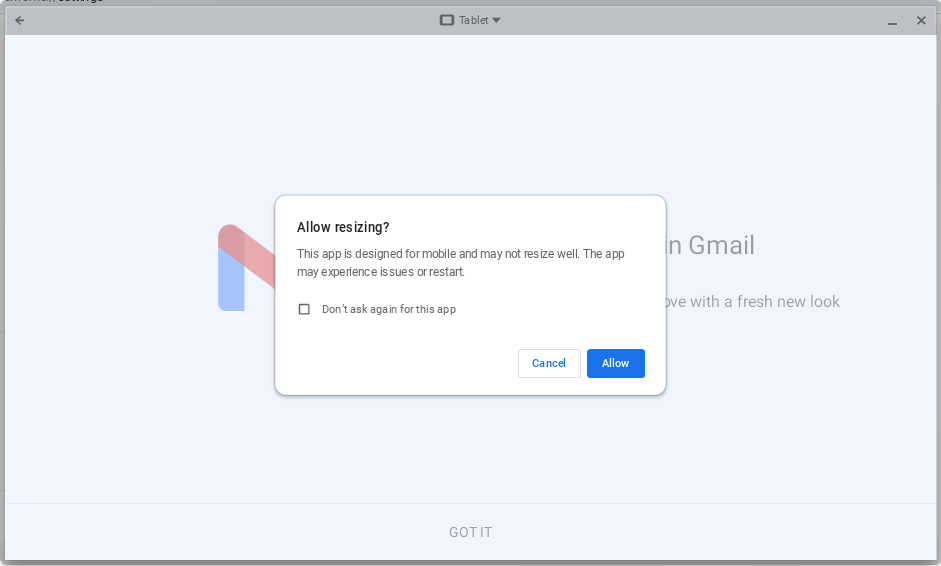 Tablet
in Gmail
Allow resizing?
This app is designed for mobile and may not resize well. The app
may experience issues or restart.
ove with a fresh new look
Don't ask again for this app
Cancel Allow
GOT IT